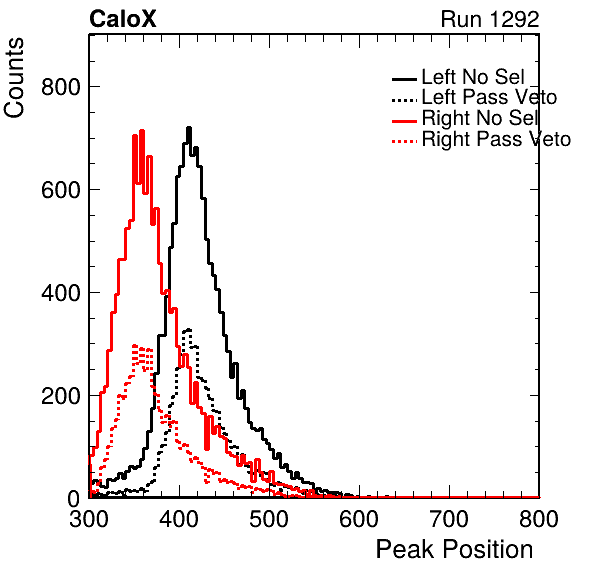 CaloX Run 1292
Counts
800
600
400
200
0
Left No Sel
Left Pass Veto
Right No Sel
Right Pass Veto
300 400 500 600 700 800
Peak Position